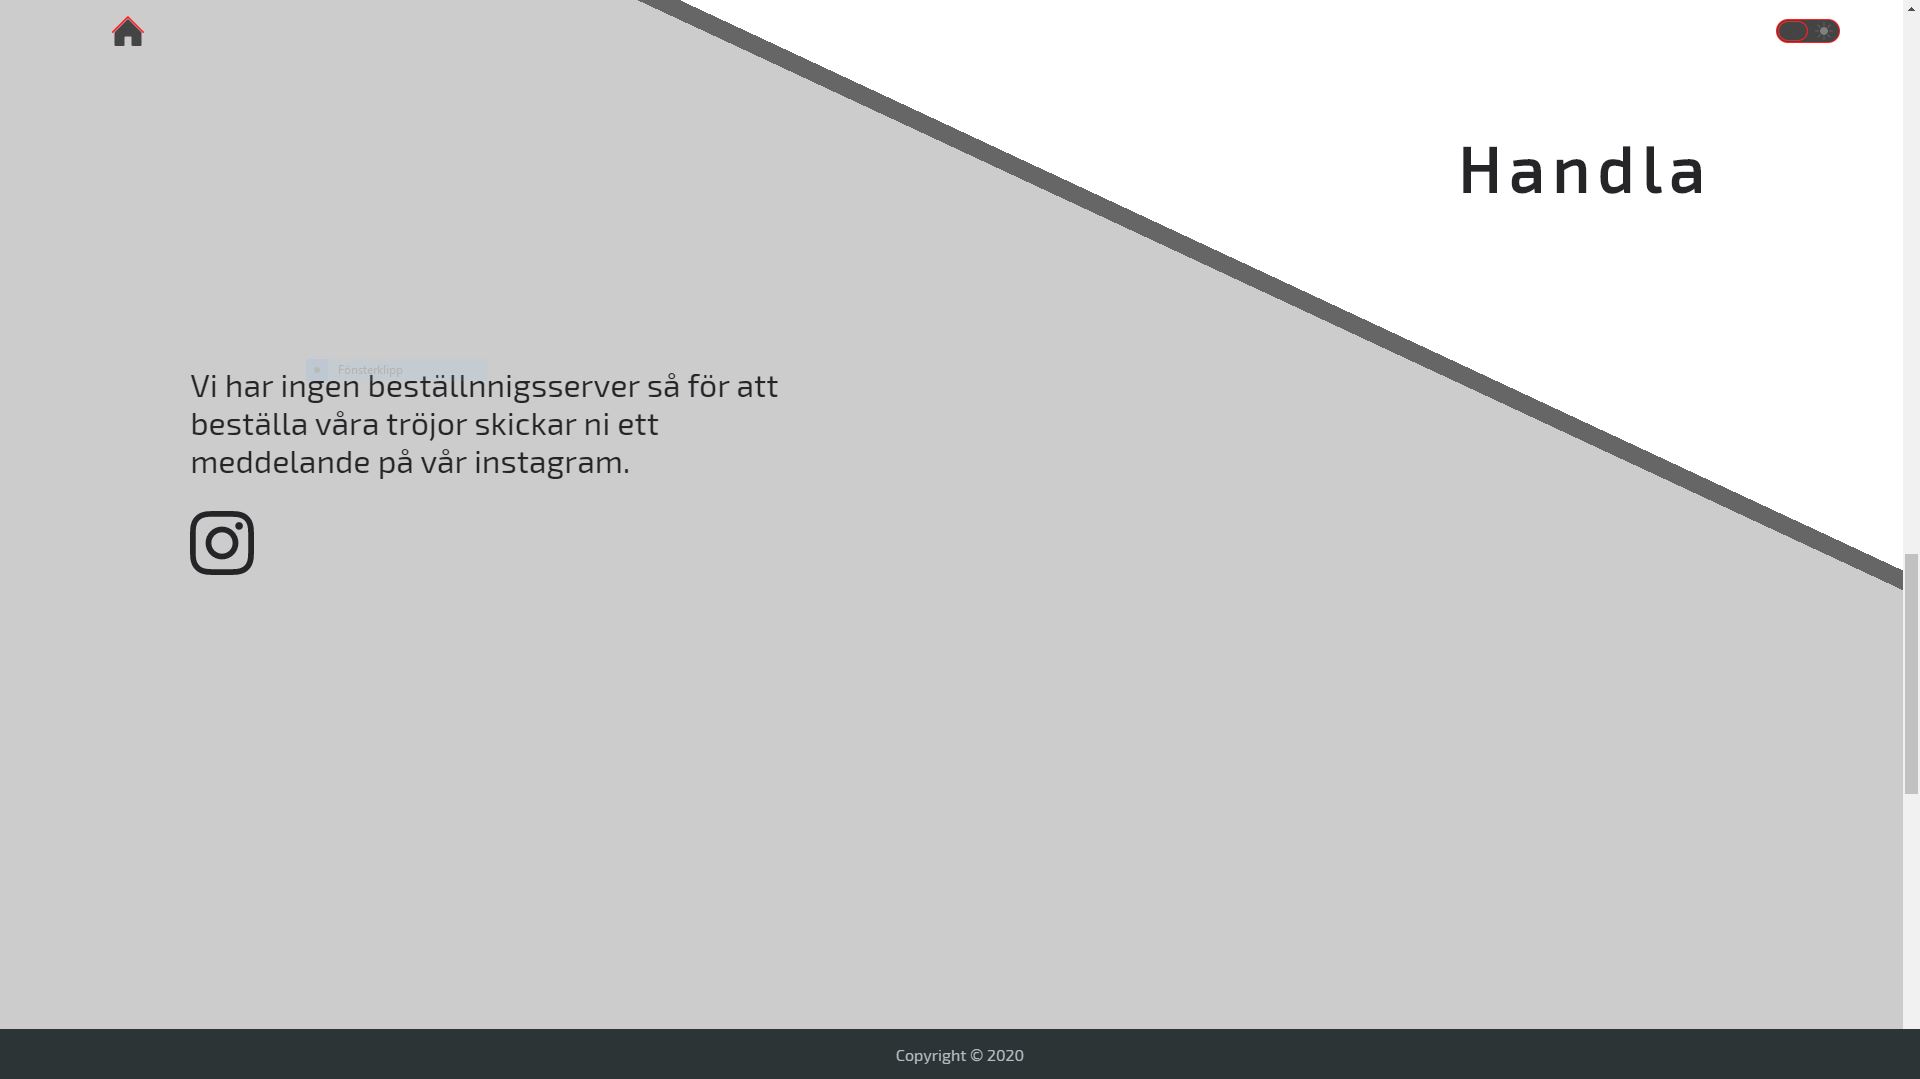 Handla
Fönsterklipp
Vi har ingen beställnnigsserver så för att
beställa våra tröjor skickar ni ett
meddelande på vår instagram.
Copyright © 2020